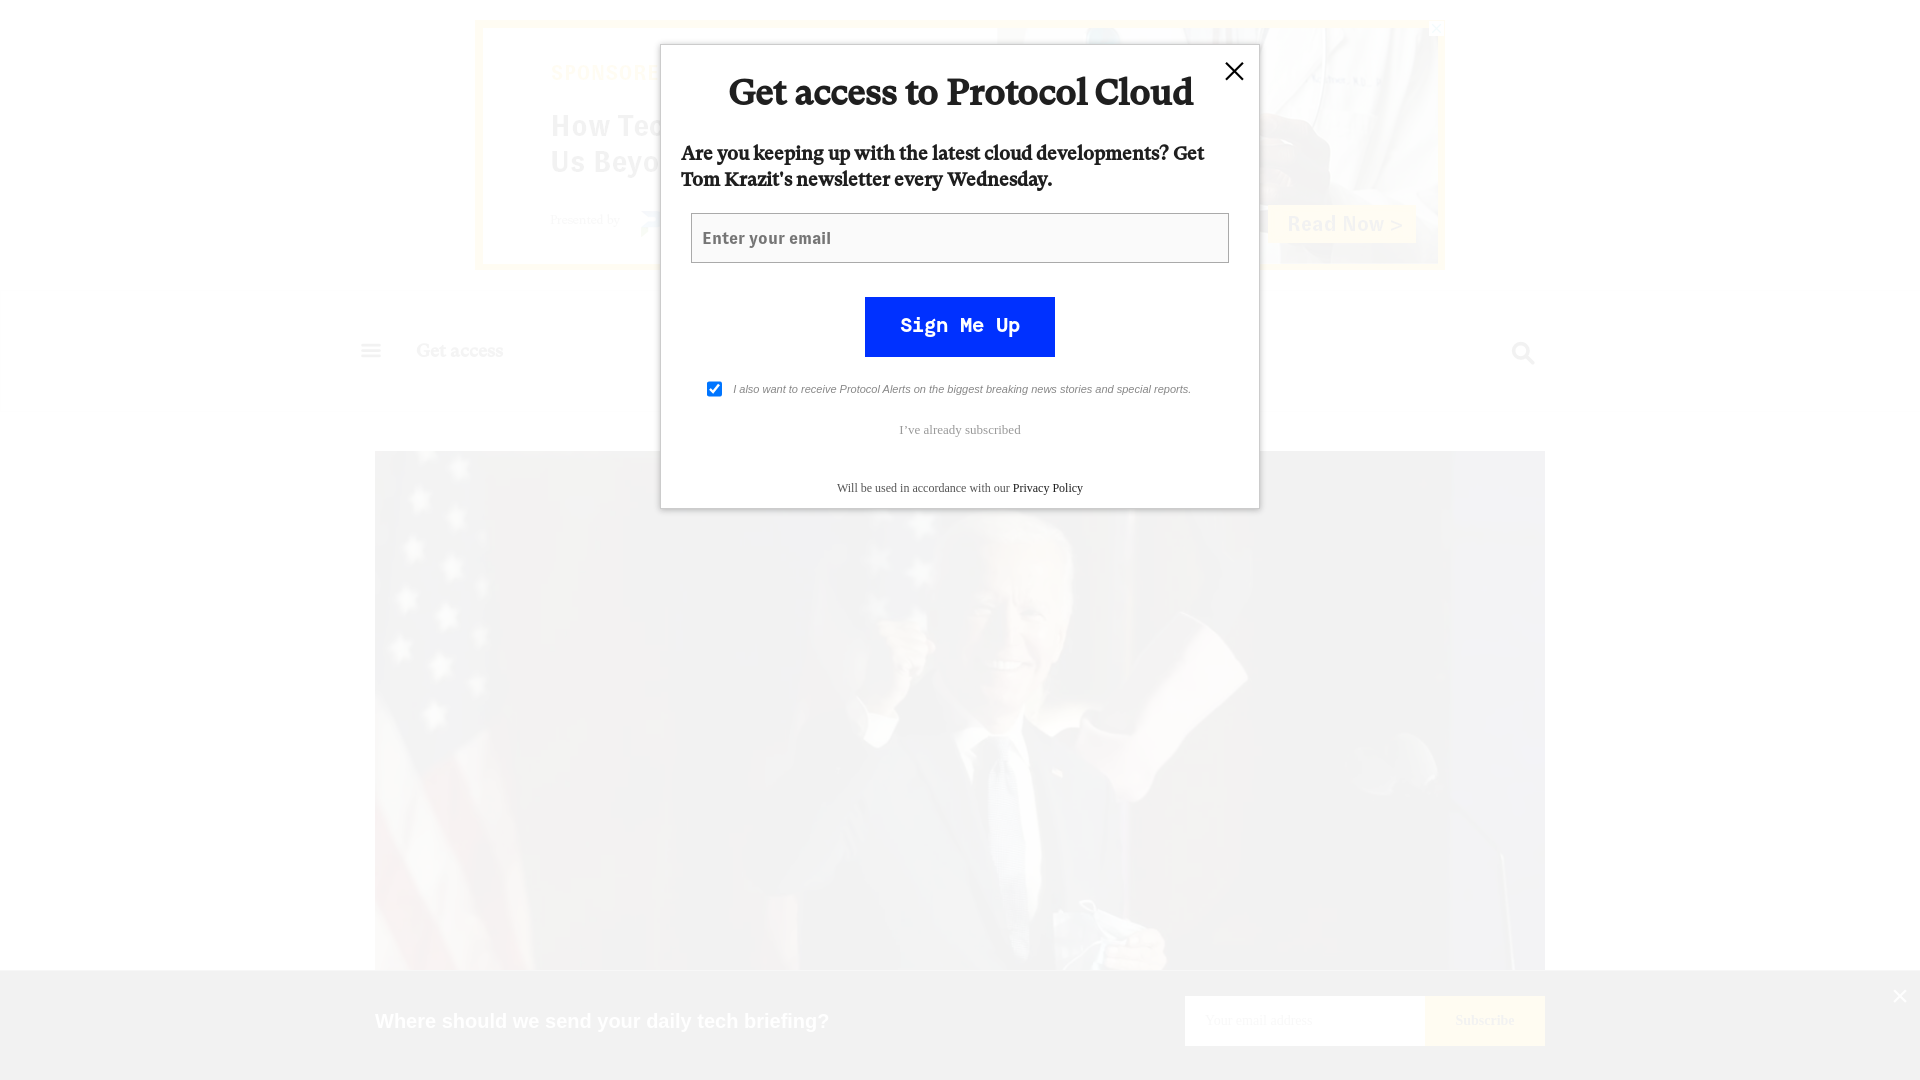 SPONSORE
Get access to Protocol Cloud
How Tec
Us Beyo
Are you keeping up with the latest cloud developments? Get
Tom Krazit's newsletter every Wednesday.
Presented by
Read Now >
Enter your email
Sign Me Up
Get access
I also want to receive Protocol Alerts on the biggest breaking news stories and special reports.
I've already subscribed
Will be used in accordance with our Privacy Policy
Where should we send your daily tech briefing?
Your email address
Subscribe